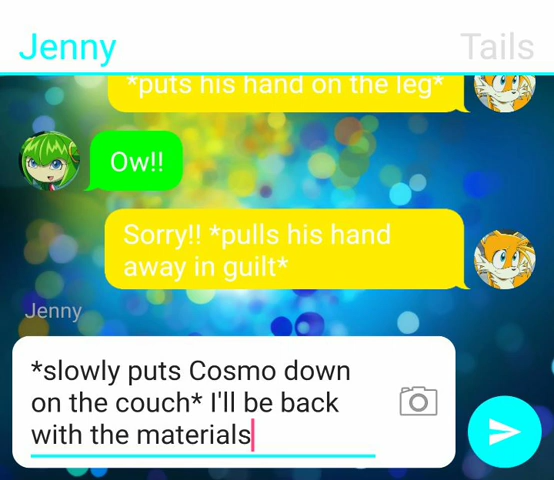 Jenny
Tails
*puts his hand on the leg*
Ow!!
Sorry!! *pulls his hand
away in guilt*
Jenny
*slowly puts Cosmo down
on the couch* I'll be back
with the materials